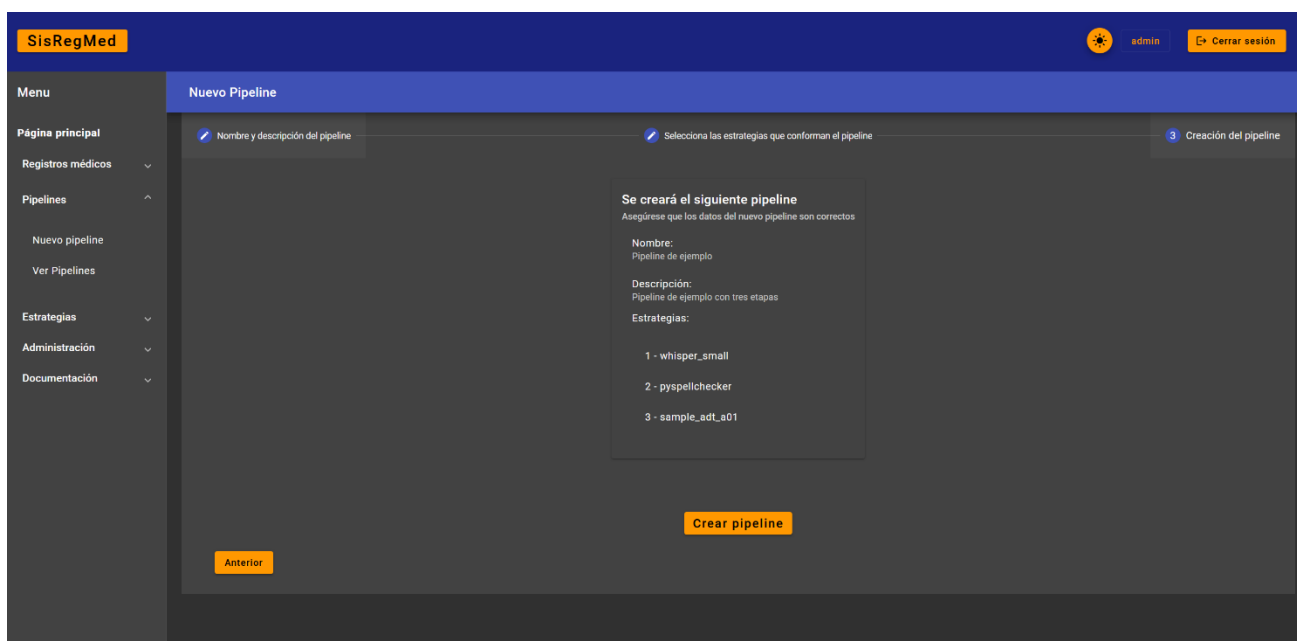 SisRegMed
admin
Cerrar sesión
Menu
Nuevo Pipeline
Página principal
Registros médicos
Pipelines
Nuevo pipeline
Ver Pipelines
Estrategias
Administración
Documentación
Nombre y descripción del pipeline
Selecciona las estrategias que conforman el pipeline
3 Creación del pipeline
Se creará el siguiente pipeline
Asegúrese que los datos del nuevo pipeline son correctos
Nombre:
Pipeline de ejemplo
Descripción:
Pipeline de ejemplo con tres etapas
Estrategias:
1 - whisper_small
2 - pyspellchecker
3 - sample_adt_a01
Crear pipeline
Anterior